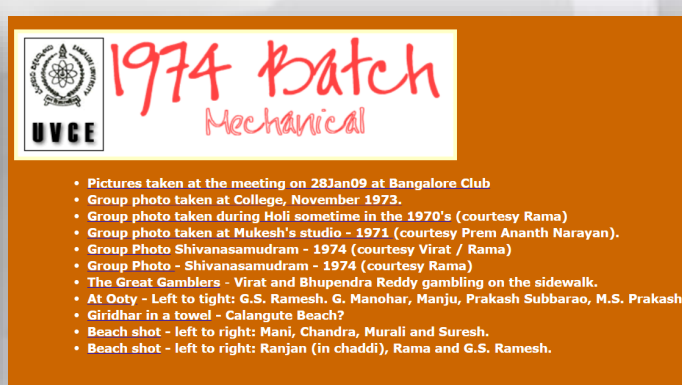 1974 Batch
Mechanical
UVCE
Pictures taken at the meeting on 28Jan09 at Bangalore Club
Group photo taken at College, November 1973.
Group photo taken during Holi sometime in the 1970's (courtesy Rama)
Group photo taken at Mukesh's studio - 1971 (courtesy Prem Ananth Narayan).
Group Photo Shivanasamudram - 1974 (courtesy Virat / Rama)
Group Photo - Shivanasamudram - 1974 (courtesy Rama)
The Great Gamblers - Virat and Bhupendra Reddy gambling on the sidewalk.
At Ooty - Left to tight: G.S. Ramesh. G. Manohar, Manju, Prakash Subbarao, M.S. Prakash
Giridhar in a towel - Calangute Beach?
Beach shot - left to right: Mani, Chandra, Murali and Suresh.
Beach shot - left to right: Ranjan (in chaddi), Rama and G.S. Ramesh.